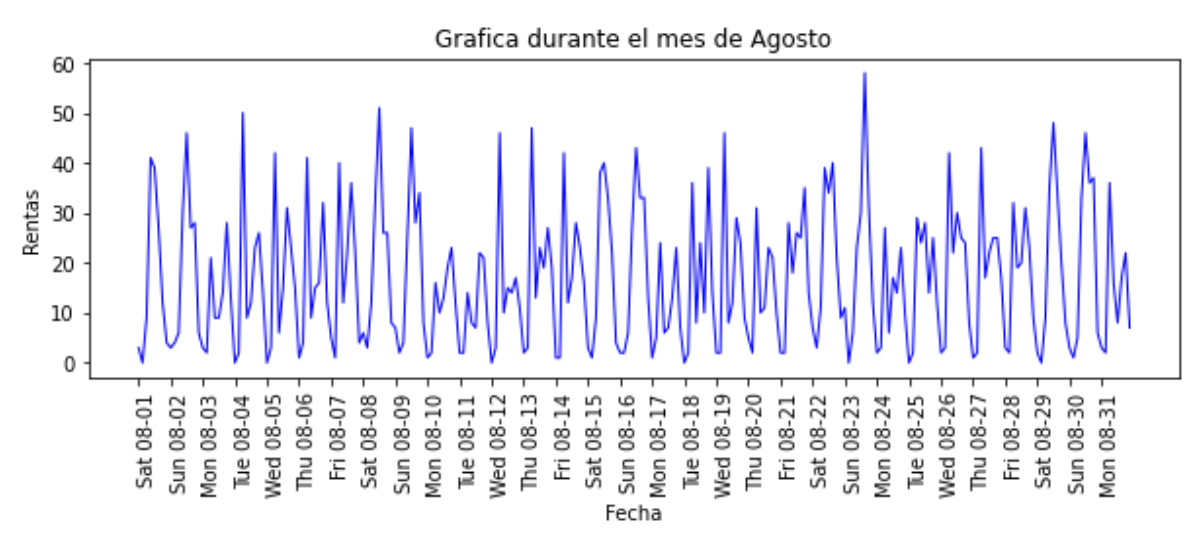 Grafica durante el mes de Agosto
60
50
40
30
20
10
0
Rentas
Sat 08-01
Sun 08-02
Mon 08-03
Tue 08-04
Wed 08-05
Thu 08-06
Fri 08-07
Sat 08-08
Sun 08-09
Mon 08-10
Tue 08-11
Wed 08-12
Thu 08-13
Fri 08-14
Sat 08-15
Sun 08-16
Mon 08-17
Tue 08-18
Wed 08-19
Thu 08-20
Fri 08-21
Sat 08-22
Sun 08-23
Mon 08-24
Tue 08-25
Wed 08-26
Thu 08-27
Fri 08-28
Sat 08-29
Sun 08-30
Mon 08-31
Fecha